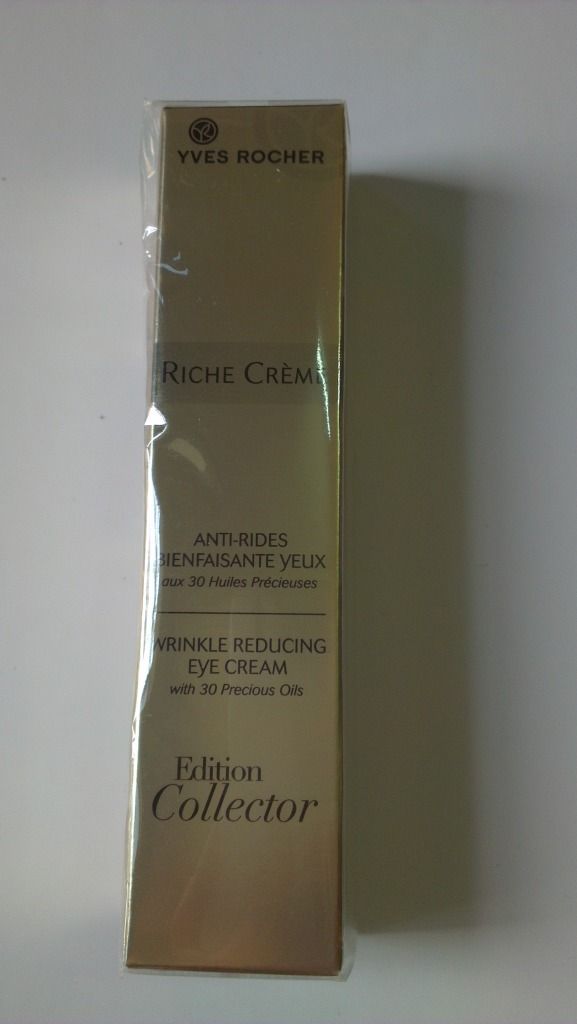 YVES ROCHER
RICHE CRÈME
ANTI-RIDES
BIENFAISANTE YEUX
aux 30 Huiles Précieuses
WRINKLE REDUCING
EYE CREAM
with 30 Precious Oils
Edition
Collector